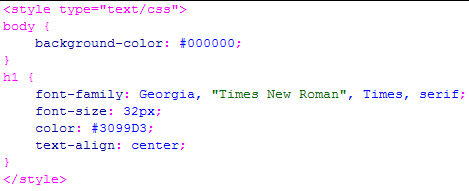 <style type="text/css">
body {
    background-color: #000000;
}
h1 {
    font-family: Georgia, "Times New Roman", Times, serif;
    font-size: 32px;
    color: #3099D3;
    text-align: center;
}
</style>